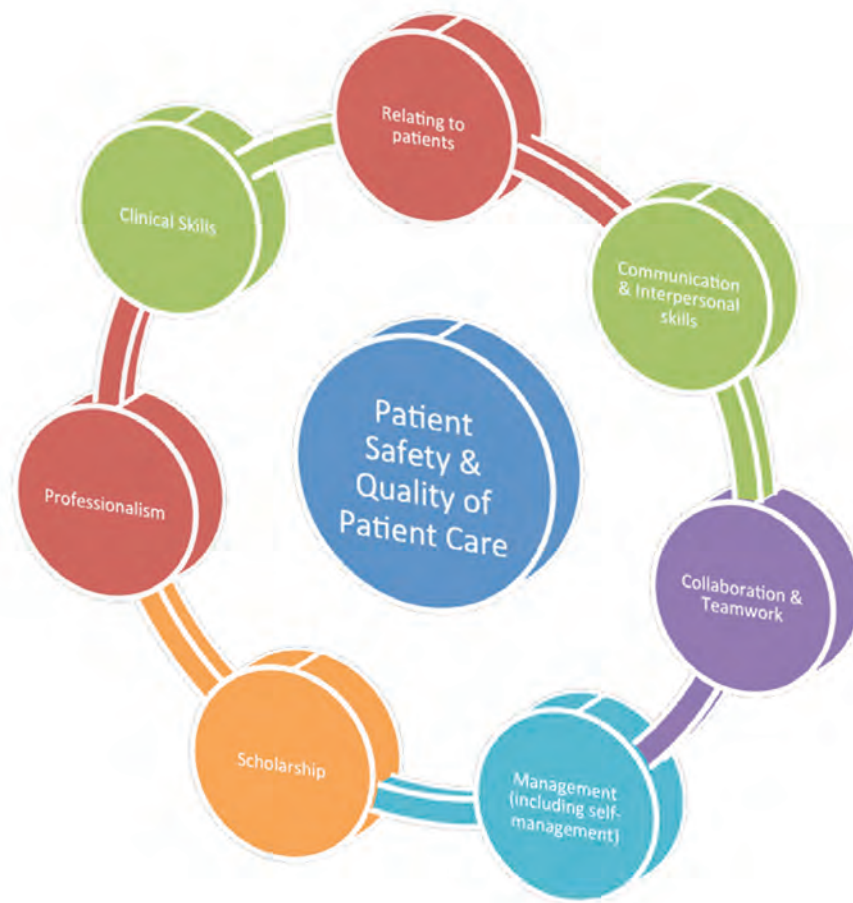 Relating to
patients
Clinical Skills
Communication
& Interpersonal
skills
Patient
Safety &
Quality of
Patient Care
Professionalism
Collaboration &
Teamwork
Scholarship
Management
(including self-
management)